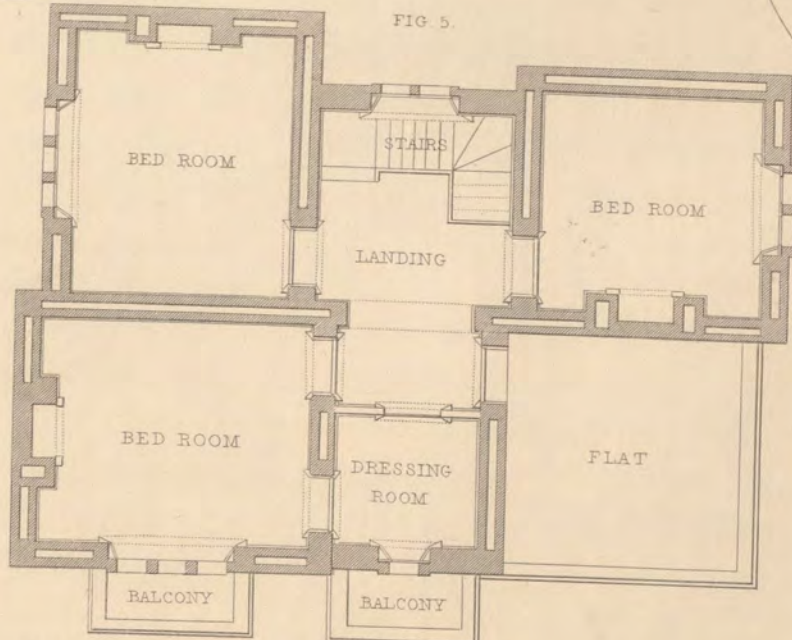 FIG. 5.
STAIRS
BED ROOM
BED ROOM
LANDING
BED ROOM
DRESSING
ROOM
FLAT
BALCONY
BALCONY